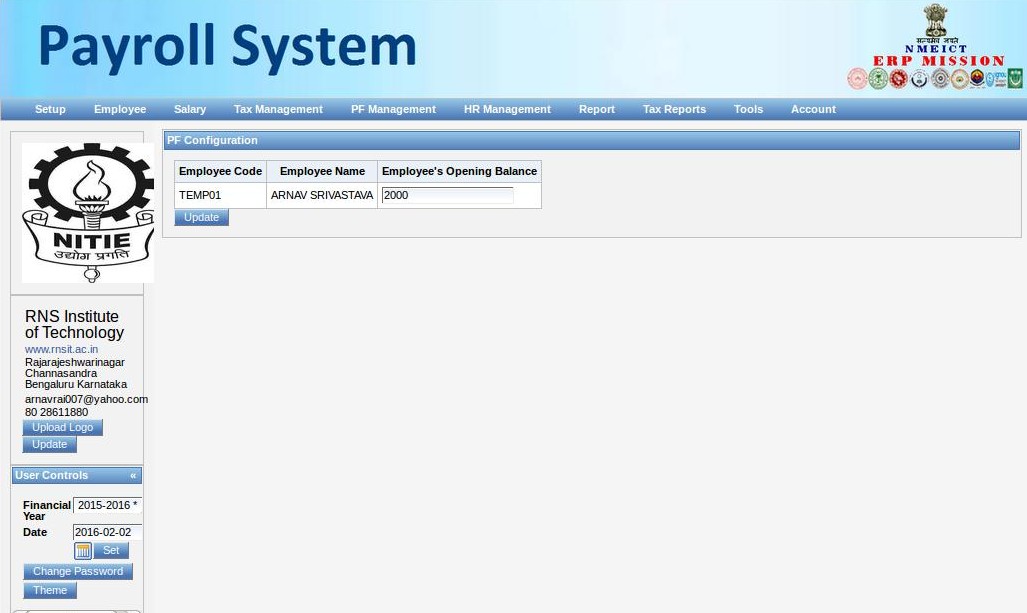 Payroll System
सत्यमेव जयते
NMEICT
ERP MISSION
Setup Employee Salary Tax Management PF Management HR Management Report Tax Reports Tools Account
NITIE
उद्योग प्रगति
RNS Institute
of Technology
www.rnsit.ac.in
Rajarajeshwarinagar
Channasandra
Bengaluru Karnataka
arnavrai007@yahoo.com
80 28611880
Upload Logo
Update
User Controls «
Financial Year 2015-2016 *
Date 2016-02-02
Set
Change Password
Theme
PF Configuration
Employee Code Employee Name Employee's Opening Balance
TEMP01 ARNAV SRIVASTAVA 2000
Update